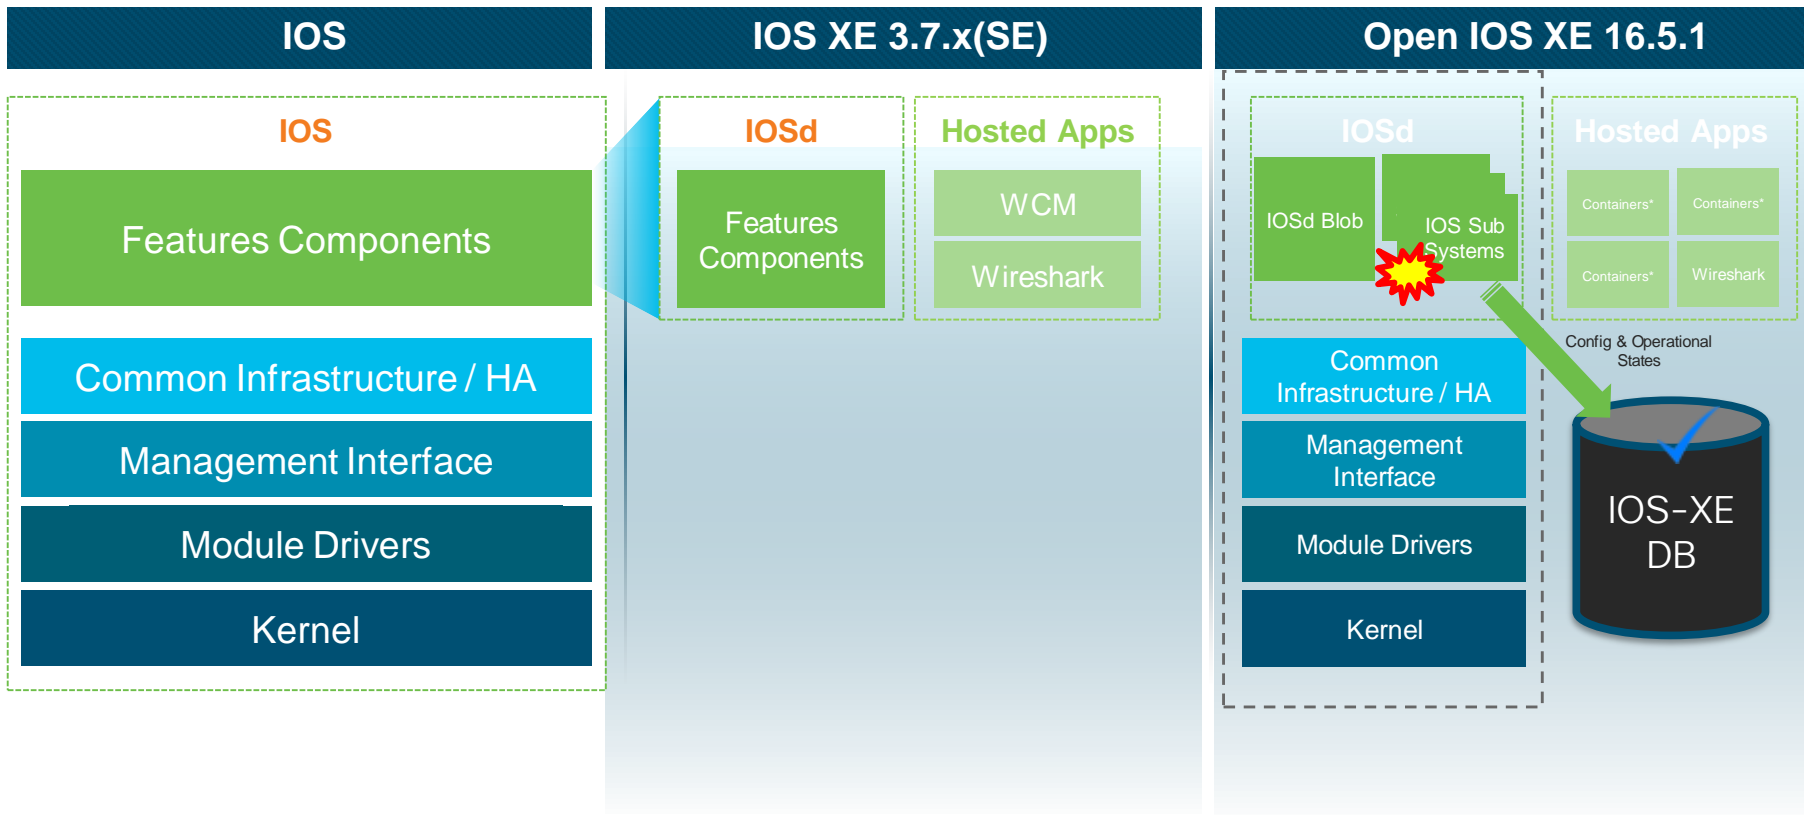 IOS
IOS
Features Components
Common Infrastructure / HA
Management Interface
Module Drivers
Kernel
IOS XE 3.7.x(SE)
IOSd
Features
Components
Hosted Apps
WCM
Wireshark
Open IOS XE 16.5.1
IOSd
IOSd Blob
IOS Sub
Systems
Hosted Apps
Containers*
Containers*
Containers*
Wireshark
Config & Operational
States
Common
Infrastructure / HA
Management
Interface
Module Drivers
Kernel
IOS-XE
DB